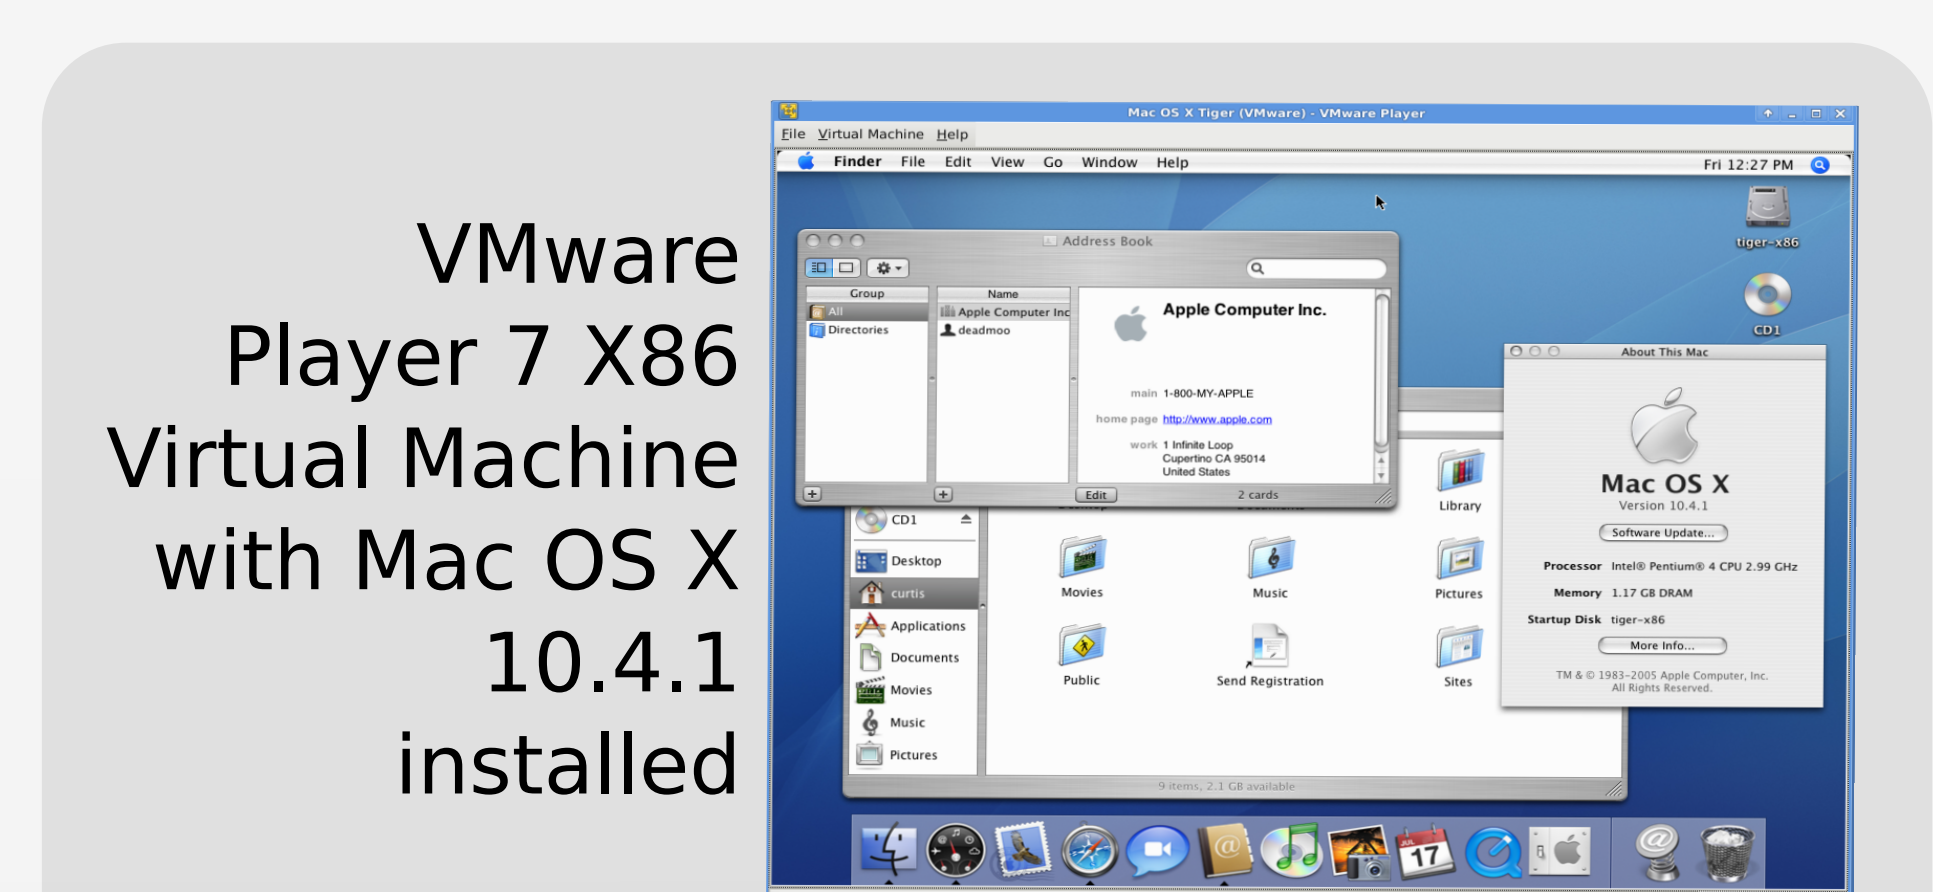 VMware
Player 7 X86
Virtual Machine
with Mac OS X
10.4.1
installed
Mac OS X Tiger (VMware) - VMware Player
File Virtual Machine Help
Finder File Edit View Go Window Help
Fri 12:27 PM
tiger-x86
CD1
Address Book
Group
Name
All
Directories
Apple Computer Inc
deadmoo
Apple Computer Inc.
main 1-800-MY-APPLE
home page http://www.apple.com
work 1 Infinite Loop
Cupertino CA 95014
United States
Edit
2 cards
About This Mac
Mac OS X
Version 10.4.1
Software Update...
Processor Intel® Pentium® 4 CPU 2.99 GHz
Memory 1.17 GB DRAM
Startup Disk tiger-x86
More Info...
TM & © 1983-2005 Apple Computer, Inc.
All Rights Reserved.
CD1
Desktop
curtis
Applications
Documents
Movies
Music
Pictures
Library
Movies
Music
Pictures
Public
Send Registration
Sites
9 items, 2.1 GB available
JUL
17